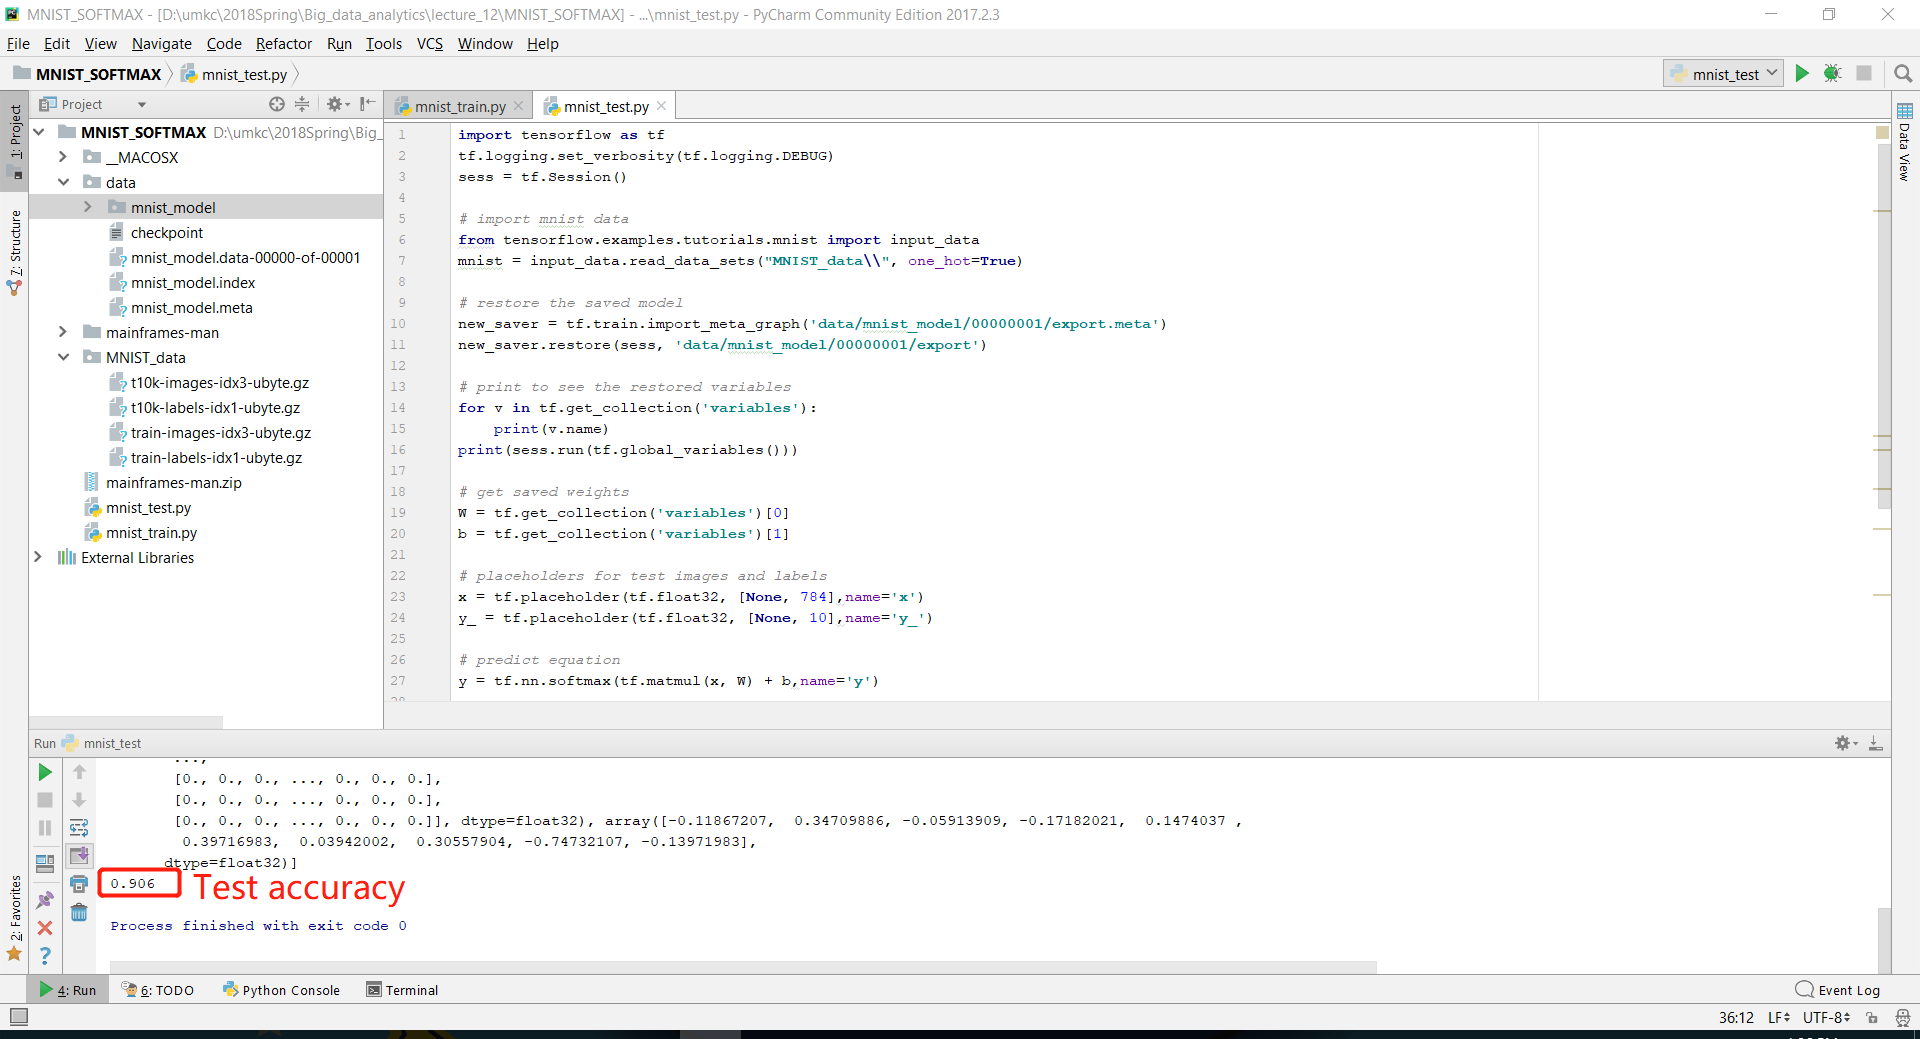 MNIST_SOFTMAX - [D:\umkc\2018Spring\Big_data_analytics\lecture_12\MNIST_SOFTMAX] - ...\mnist_test.py - PyCharm Community Edition 2017.2.3
File Edit View Navigate Code Refactor Run Tools VCS Window Help
MNIST_SOFTMAX mnist_test.py mnist_test
1: Project
7: Structure
2: Favorites
Data View
Project
MNIST_SOFTMAX D:\umkc\2018Spring\Big_
__MACOSX
data
mnist_model
checkpoint
mnist_model.data-00000-of-00001
mnist_model.index
mnist_model.meta
mainframes-man
MNIST_data
t10k-images-idx3-ubyte.gz
t10k-labels-idx1-ubyte.gz
train-images-idx3-ubyte.gz
train-labels-idx1-ubyte.gz
mainframes-man.zip
mnist_test.py
mnist_train.py
External Libraries
mnist_train.py mnist_test.py
1 import tensorflow as tf
2 tf.logging.set_verbosity(tf.logging.DEBUG)
3 sess = tf.Session()
4
5 # import mnist data
6 from tensorflow.examples.tutorials.mnist import input_data
7 mnist = input_data.read_data_sets("MNIST_data\\", one_hot=True)
8
9 # restore the saved model
10 new_saver = tf.train.import_meta_graph('data/mnist_model/00000001/export.meta')
11 new_saver.restore(sess, 'data/mnist_model/00000001/export')
12
13 # print to see the restored variables
14 for v in tf.get_collection('variables'):
15 print(v.name)
16 print(sess.run(tf.global_variables()))
17
18 # get saved weights
19 W = tf.get_collection('variables')[0]
20 b = tf.get_collection('variables')[1]
21
22 # placeholders for test images and labels
23 x = tf.placeholder(tf.float32, [None, 784],name='x')
24 y_ = tf.placeholder(tf.float32, [None, 10],name='y_')
25
26 # predict equation
27 y = tf.nn.softmax(tf.matmul(x, W) + b,name='y')
28
Run mnist_test
...,
[0., 0., 0., ..., 0., 0., 0.],
[0., 0., 0., ..., 0., 0., 0.],
[0., 0., 0., ..., 0., 0., 0.]], dtype=float32), array([-0.11867207, 0.34709886, -0.05913909, -0.17182021, 0.1474037 ,
0.39716983, 0.03942002, 0.30557904, -0.74732107, -0.13971983],
dtype=float32)]
0.906 Test accuracy
Process finished with exit code 0
4: Run 6: TODO Python Console Terminal Event Log
36:12 LF UTF-8